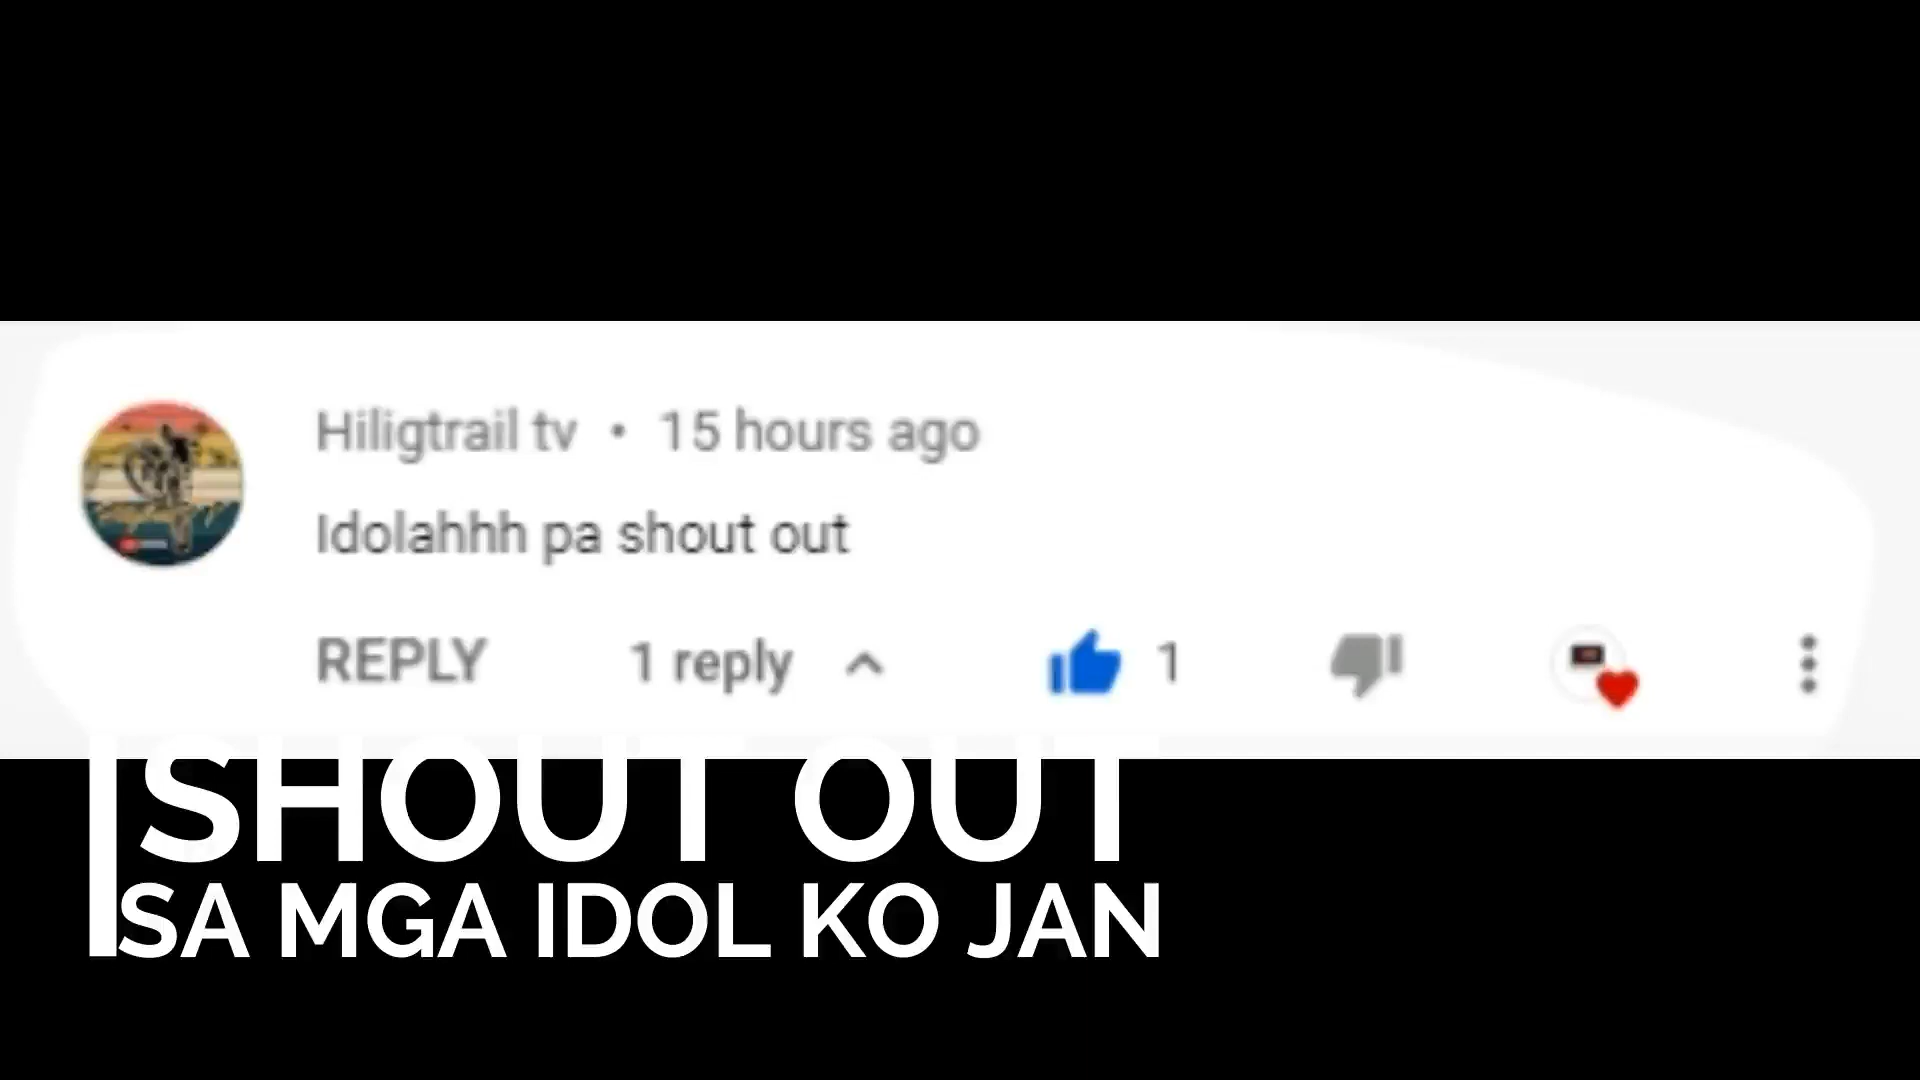 Hiligtrail tv • 15 hours ago
Idolahhh pa shout out
REPLY 1 reply 1
SHOUT OUT
SA MGA IDOL KO JAN